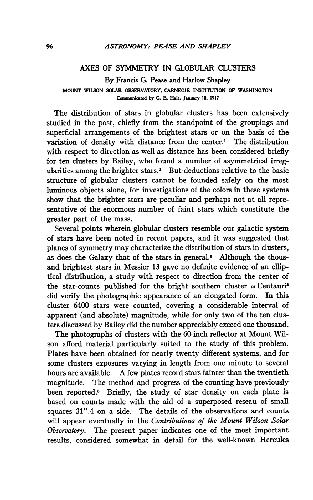 96 ASTRONOMY: PEASE AND SHAPLEY
AXES OF SYMMETRY IN GLOBULAR CLUSTERS
By Francis G. Pease and Harlow Shapley
MOUNT WILSON SOLAR OBSERVATORY, CARNEGIE INSTITUTION OF WASHINGTON
Communicated by G. E. Hale, January 18, 1917
The distribution of stars in globular clusters has been extensively
studied in the past, chiefly from the standpoint of the groupings and
superficial arrangements of the brightest stars or on the basis of the
variation of density with distance from the center.¹ The distribution
with respect to direction as well as distance has been considered briefly
for ten clusters by Bailey, who found a number of asymmetrical irreg-
ularities among the brighter stars.² But deductions relative to the basic
structure of globular clusters cannot be founded safely on the most
luminous objects alone, for investigations of the colors in these systems
show that the brighter stars are peculiar and perhaps not at all repre-
sentative of the enormous number of faint stars which constitute the
greater part of the mass.
Several points wherein globular clusters resemble our galactic system
of stars have been noted in recent papers, and it was suggested that
planes of symmetry may characterize the distribution of stars in clusters,
as does the Galaxy that of the stars in general.³ Although the thous-
and brightest stars in Messier 13 gave no definite evidence of an ellip-
tical distribution, a study with respect to direction from the center of
the star-counts published for the bright southern cluster ω Centauri
did verify the photographic appearance of an elongated form. In this
cluster 6400 stars were counted, covering a considerable interval of
apparent (and absolute) magnitude, while for only two of the ten clus-
ters discussed by Bailey did the number appreciably exceed one thousand.
The photographs of clusters with the 60-inch reflector at Mount Wil-
son afford material particularly suited to the study of this problem.
Plates have been obtained for nearly twenty different systems, and for
some clusters exposures varying in length from one minute to several
hours are available. A few plates record stars fainter than the twentieth
magnitude. The method and progress of the counting have previously
been reported. Briefly, the study of star density on each plate is
based on counts made with the aid of a superposed reseau of small
squares 31".4 on a side. The details of the observations and counts
will appear eventually in the Contributions of the Mount Wilson Solar
Observatory. The present paper indicates one of the most important
results, considered somewhat in detail for the well-known Hercules